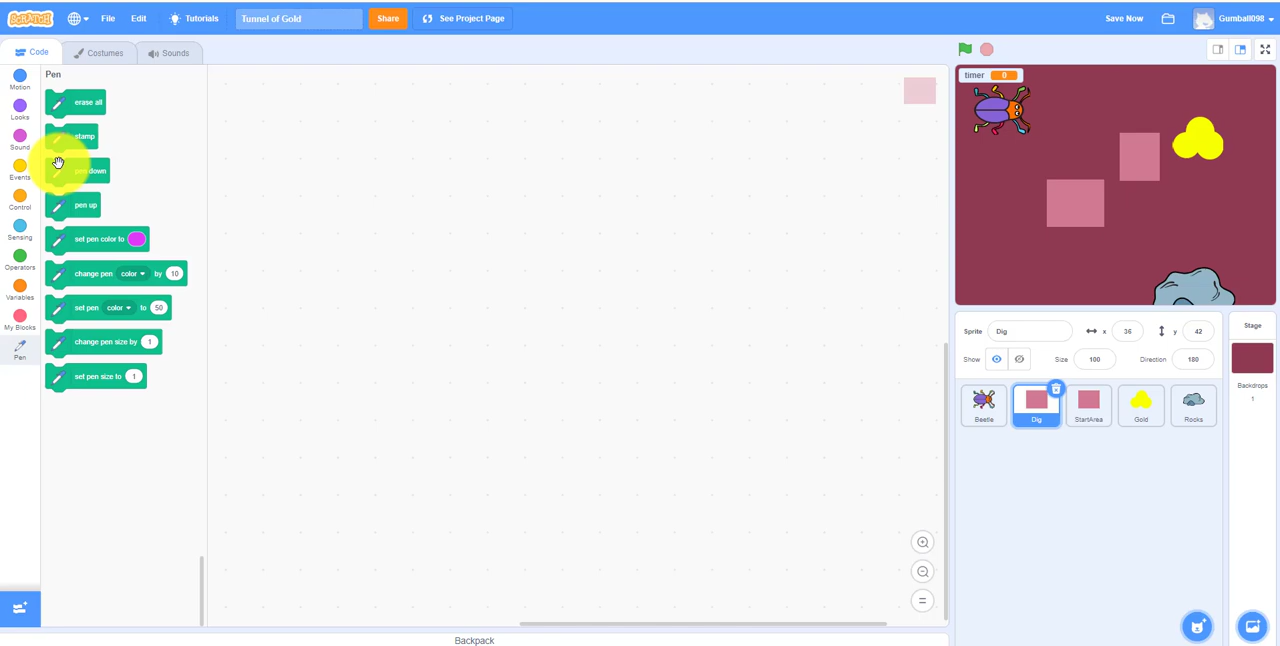 SCRATCH File Edit Tutorials Tunnel of Gold Share See Project Page Save Now Gumball098
Code Costumes Sounds
Motion
Looks
Sound
Events
Control
Sensing
Operators
Variables
My Blocks
Pen
Pen
erase all
stamp
pen down
pen up
set pen color to
change pen color by 10
set pen color to 50
change pen size by 1
set pen size to 1
timer 0
Sprite Dig x 36 y 42
Show Size 100 Direction 180
Beetle Dig StartArea Gold Rocks
Stage
Backdrops
1
Backpack